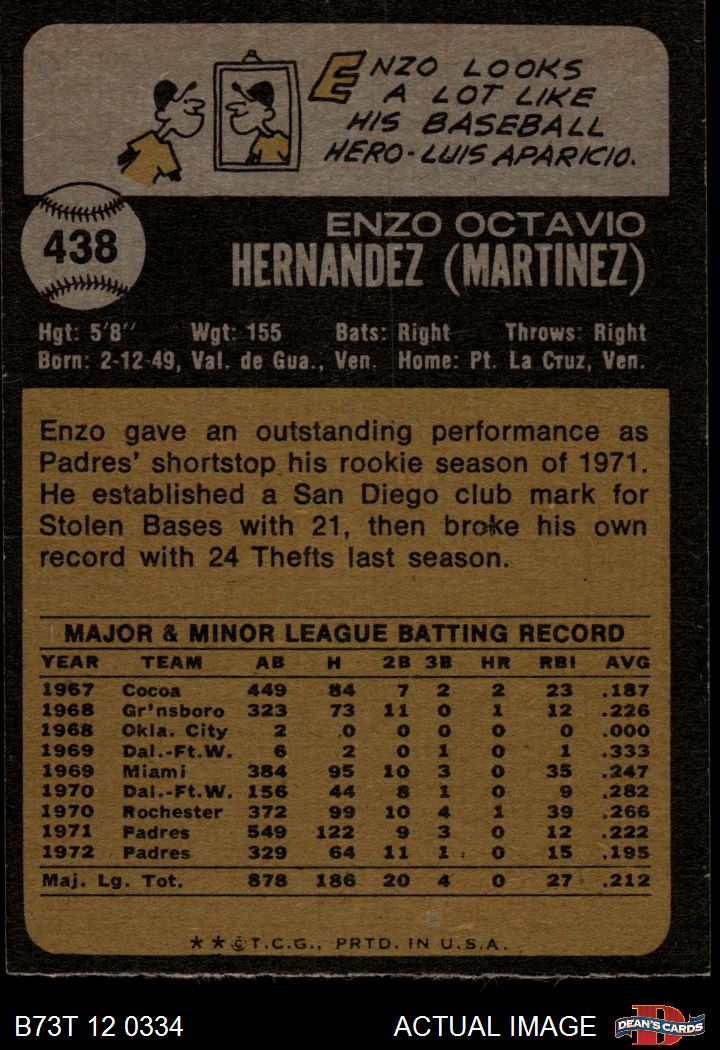 ENZO LOOKS
A LOT LIKE
HIS BASEBALL
HERO-LUIS APARICIO.
438
ENZO OCTAVIO
HERNANDEZ (MARTINEZ)
Hgt: 5'8" Wgt: 155 Bats: Right Throws: Right
Born: 2-12-49, Val. de Gua., Ven. Home: Pt. La Cruz, Ven.
Enzo gave an outstanding performance as
Padres' shortstop his rookie season of 1971.
He established a San Diego club mark for
Stolen Bases with 21, then broke his own
record with 24 Thefts last season.
MAJOR & MINOR LEAGUE BATTING RECORD
YEAR TEAM AB H 2B 3B HR RBI AVG
1967 Cocoa 449 84 7 2 2 23 .187
1968 Gr'nsboro 323 73 11 0 1 12 .226
1968 Okla. City 2 0 0 0 0 0 .000
1969 Dal.-Ft.W. 6 2 0 1 0 1 .333
1969 Miami 384 95 10 3 0 35 .247
1970 Dal.-Ft.W. 156 44 8 1 0 9 .282
1970 Rochester 372 99 10 4 1 39 .266
1971 Padres 549 122 9 3 0 12 .222
1972 Padres 329 64 11 1 0 15 .195
Maj. Lg. Tot. 878 186 20 4 0 27 .212
**©T.C.G., PRTD. IN U.S.A.
B73T 12 0334 ACTUAL IMAGE D DEAN'S CARDS